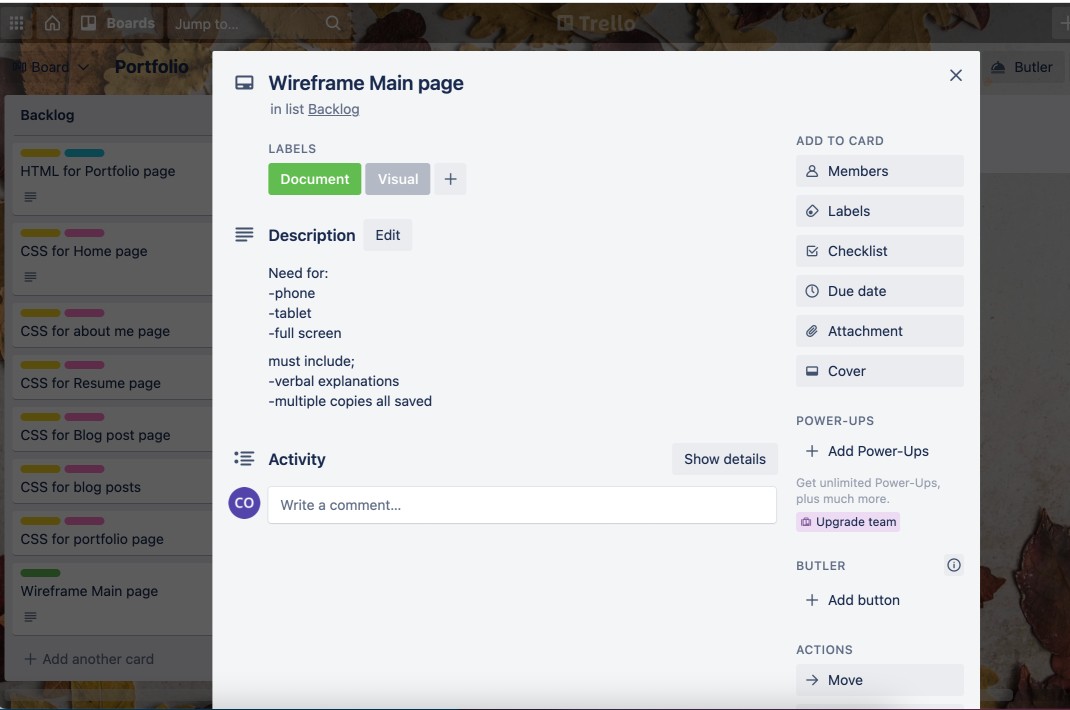 Boards
Jump to...
Trello
Board
Portfolio
Butler
Backlog
HTML for Portfolio page
CSS for Home page
CSS for about me page
CSS for Resume page
CSS for Blog post page
CSS for blog posts
CSS for portfolio page
Wireframe Main page
+ Add another card
Wireframe Main page
in list Backlog
LABELS
Document Visual +
Description Edit
Need for:
-phone
-tablet
-full screen
must include;
-verbal explanations
-multiple copies all saved
Activity Show details
CO Write a comment...
ADD TO CARD
Members
Labels
Checklist
Due date
Attachment
Cover
POWER-UPS
+ Add Power-Ups
Get unlimited Power-Ups,
plus much more.
Upgrade team
BUTLER
+ Add button
ACTIONS
→ Move